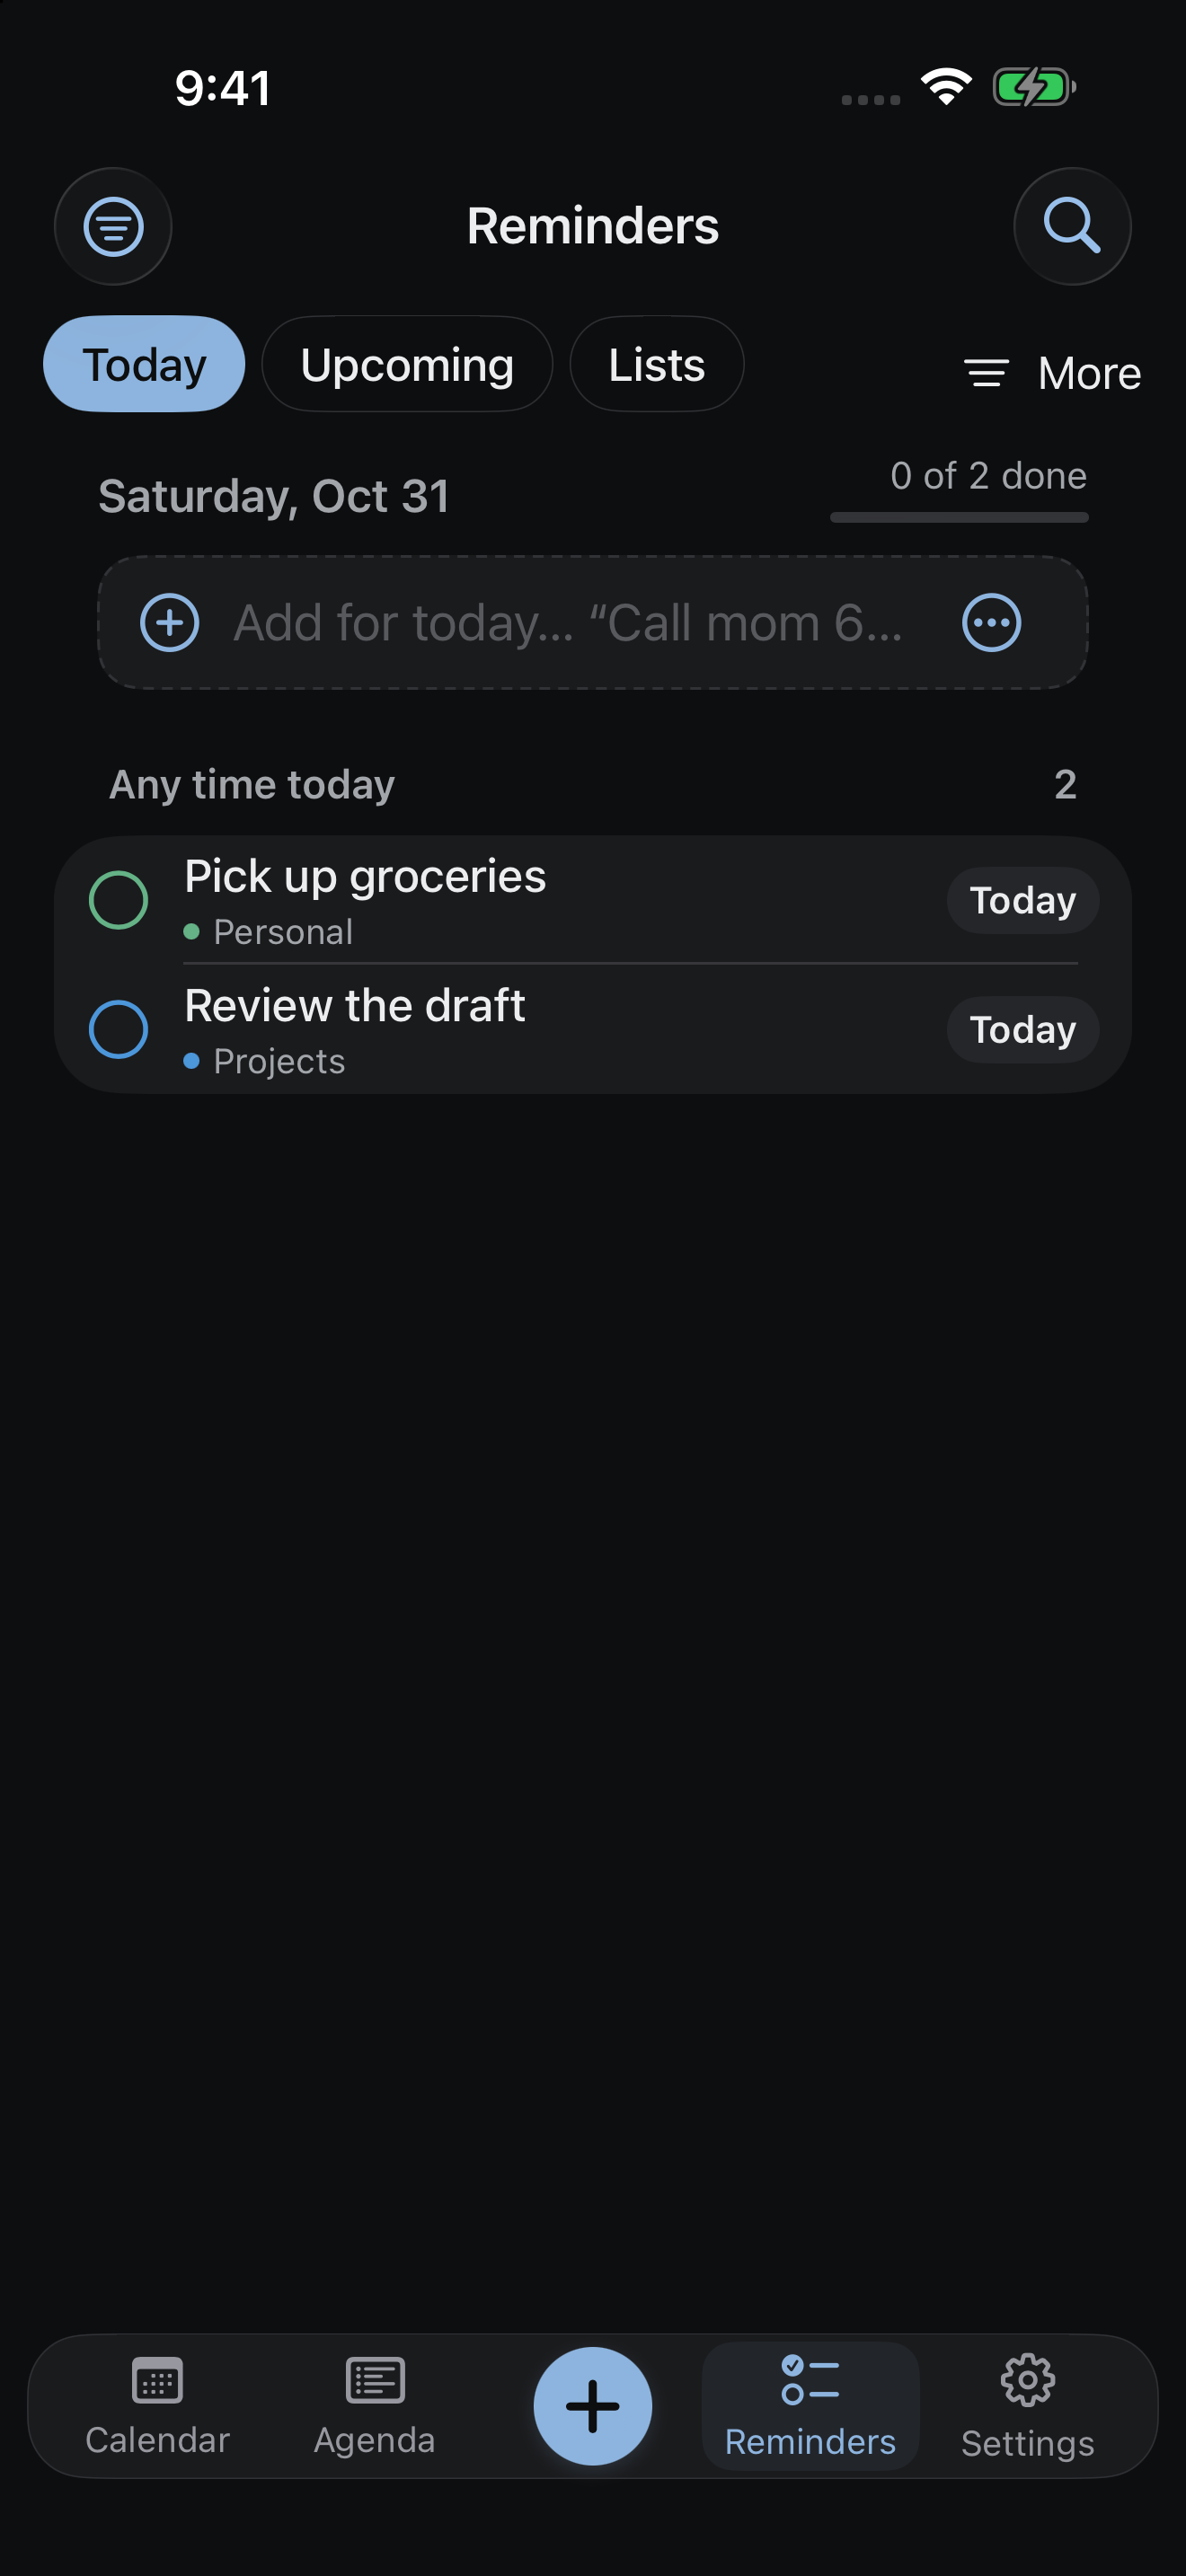 9:41
Reminders
Today
Upcoming
Lists
More
Saturday, Oct 31
0 of 2 done
Add for today... “Call mom 6...
Any time today
2
Pick up groceries
Personal
Today
Review the draft
Projects
Today
Calendar
Agenda
Reminders
Settings